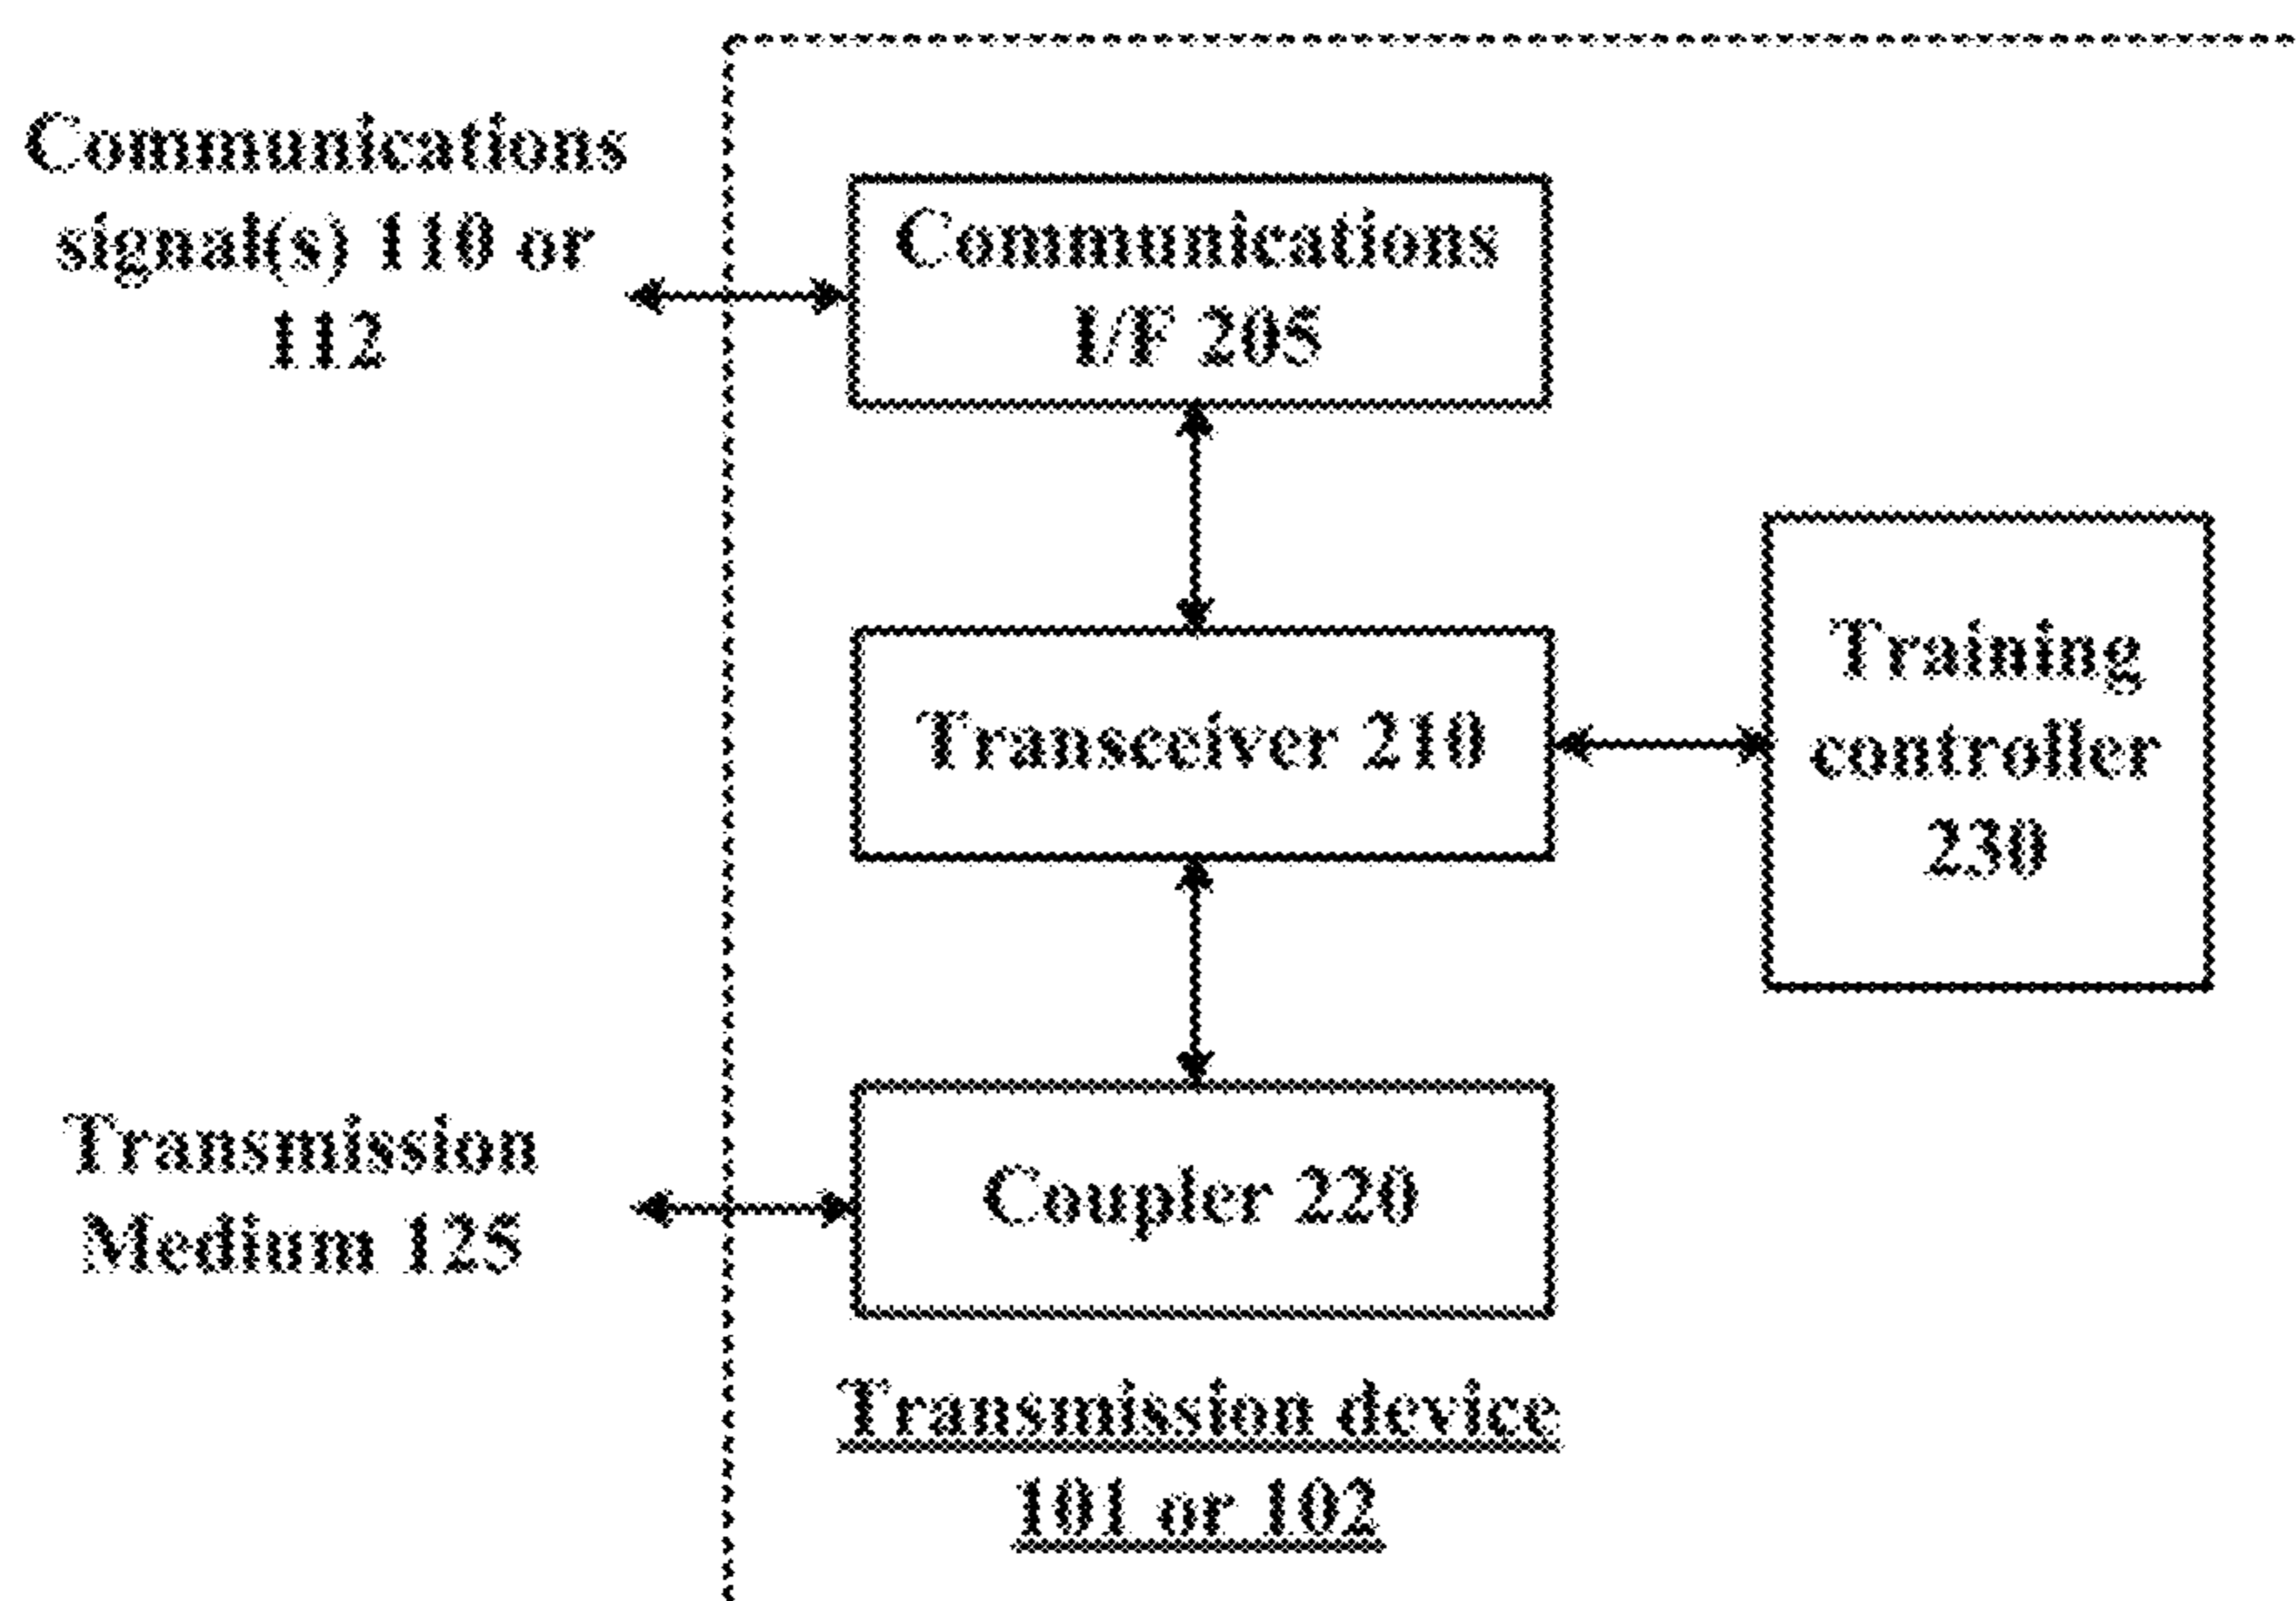 Communications
signal(s) 110 or
112
Communications
I/F 205
Transceiver 210
Training
controller
230
Transmission
Medium 125
Coupler 220
Transmission device
101 or 102